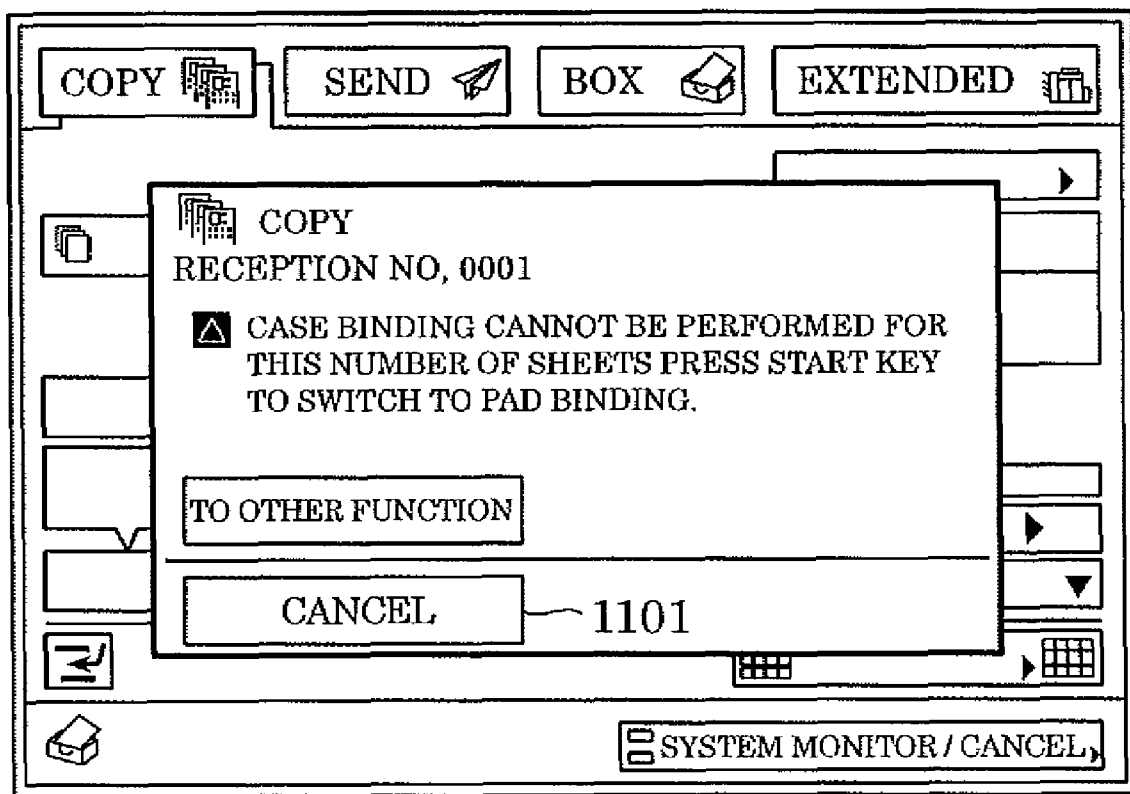 COPY SEND BOX EXTENDED
COPY
RECEPTION NO, 0001
CASE BINDING CANNOT BE PERFORMED FOR
THIS NUMBER OF SHEETS PRESS START KEY
TO SWITCH TO PAD BINDING.
TO OTHER FUNCTION
CANCEL 1101
SYSTEM MONITOR / CANCEL